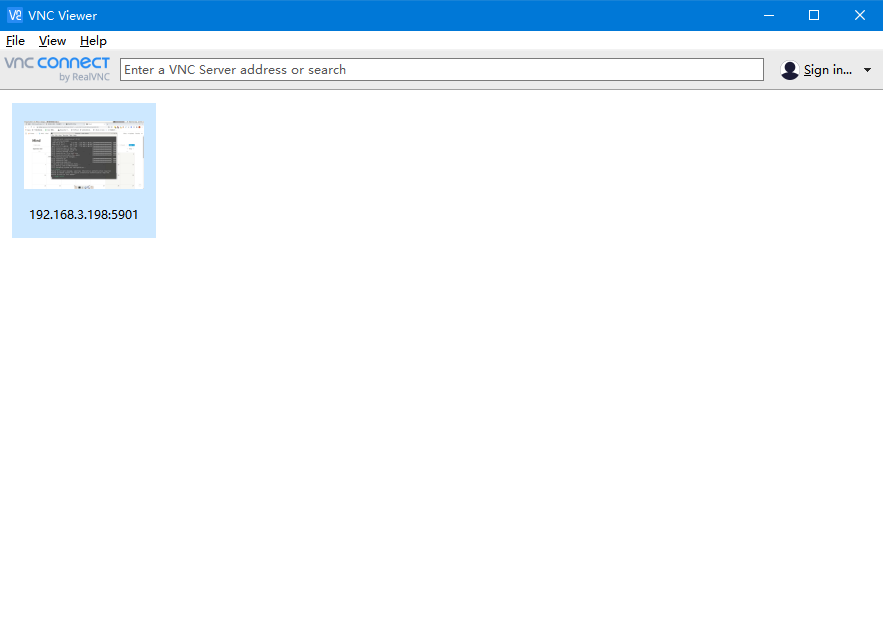 VNC Viewer
File View Help
vnc connect
by RealVNC
Enter a VNC Server address or search
Sign in...
192.168.3.198:5901